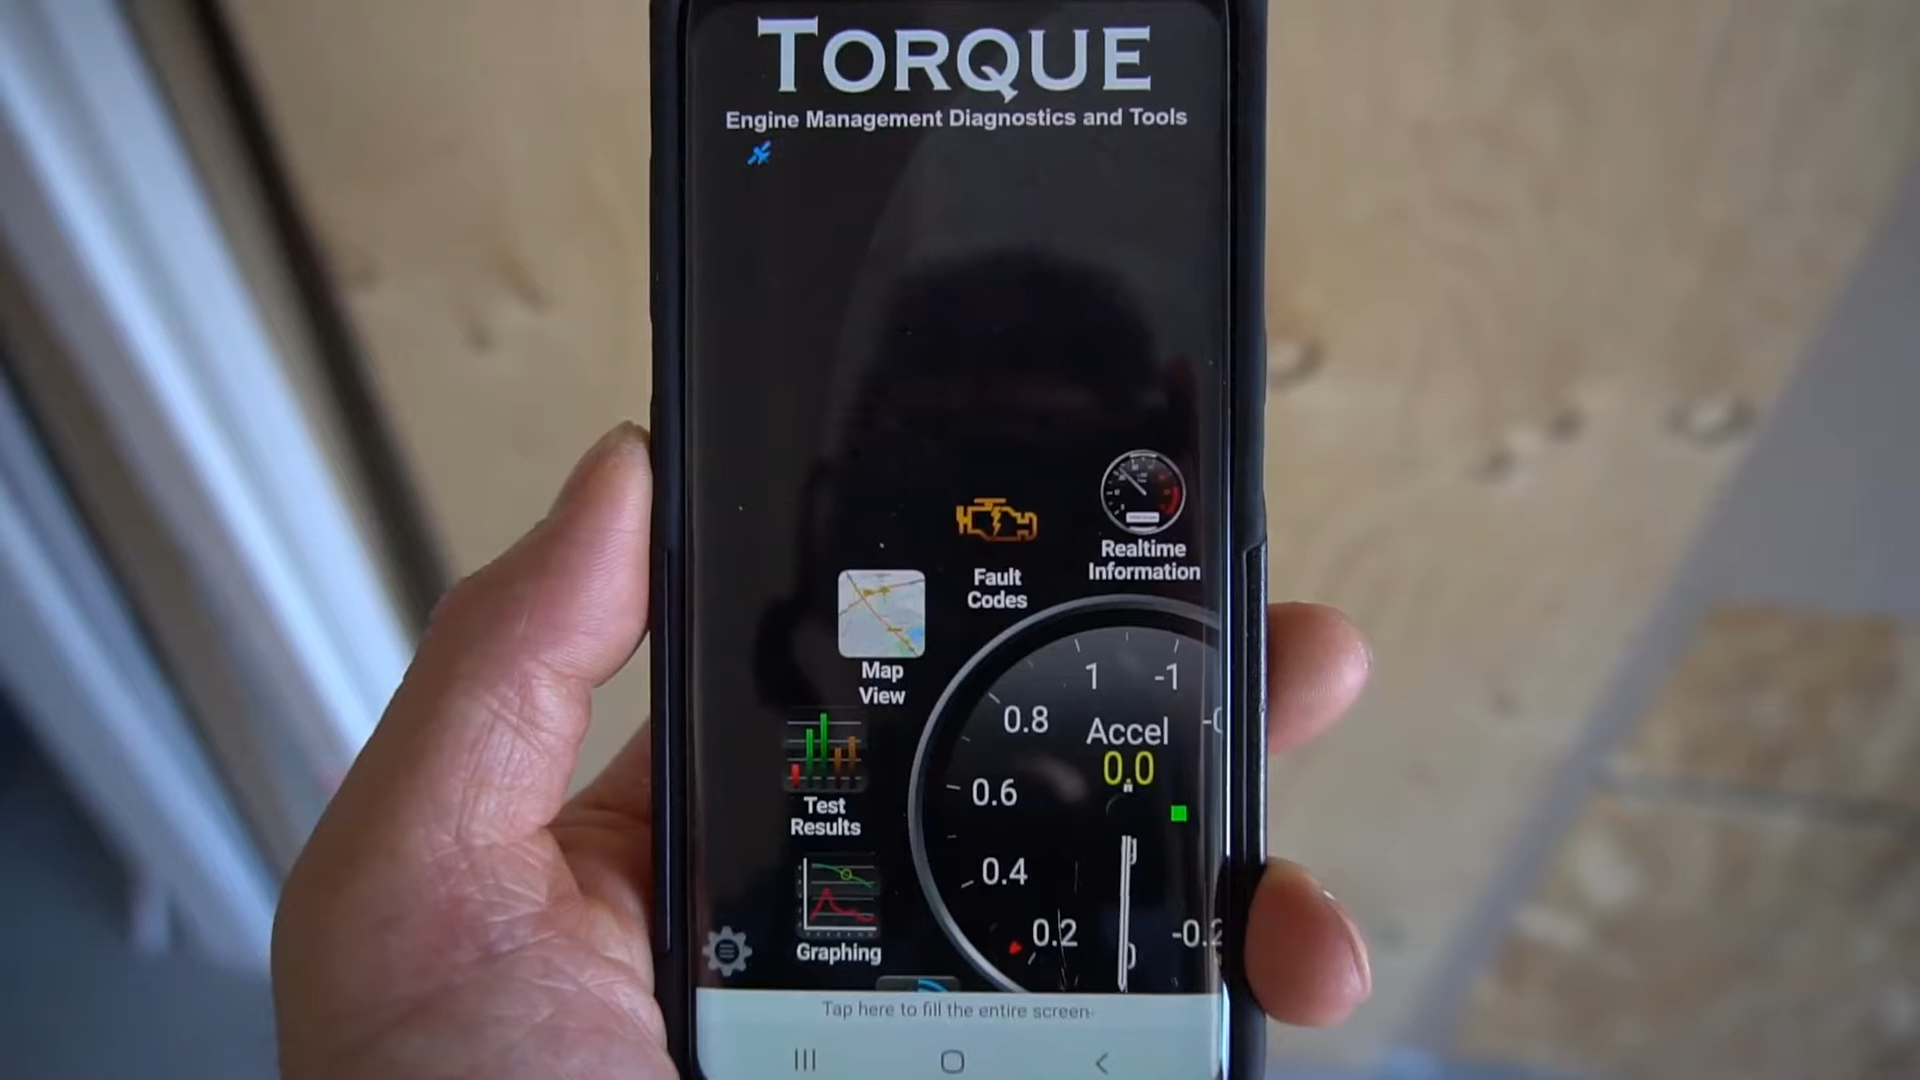 TORQUE
Engine Management Diagnostics and Tools
Realtime
Information
Fault
Codes
Map
View
1
-1
0.8
Accel
0.0
0.6
Test
Results
0.4
0.2
-0.2
Graphing
Tap here to fill the entire screen